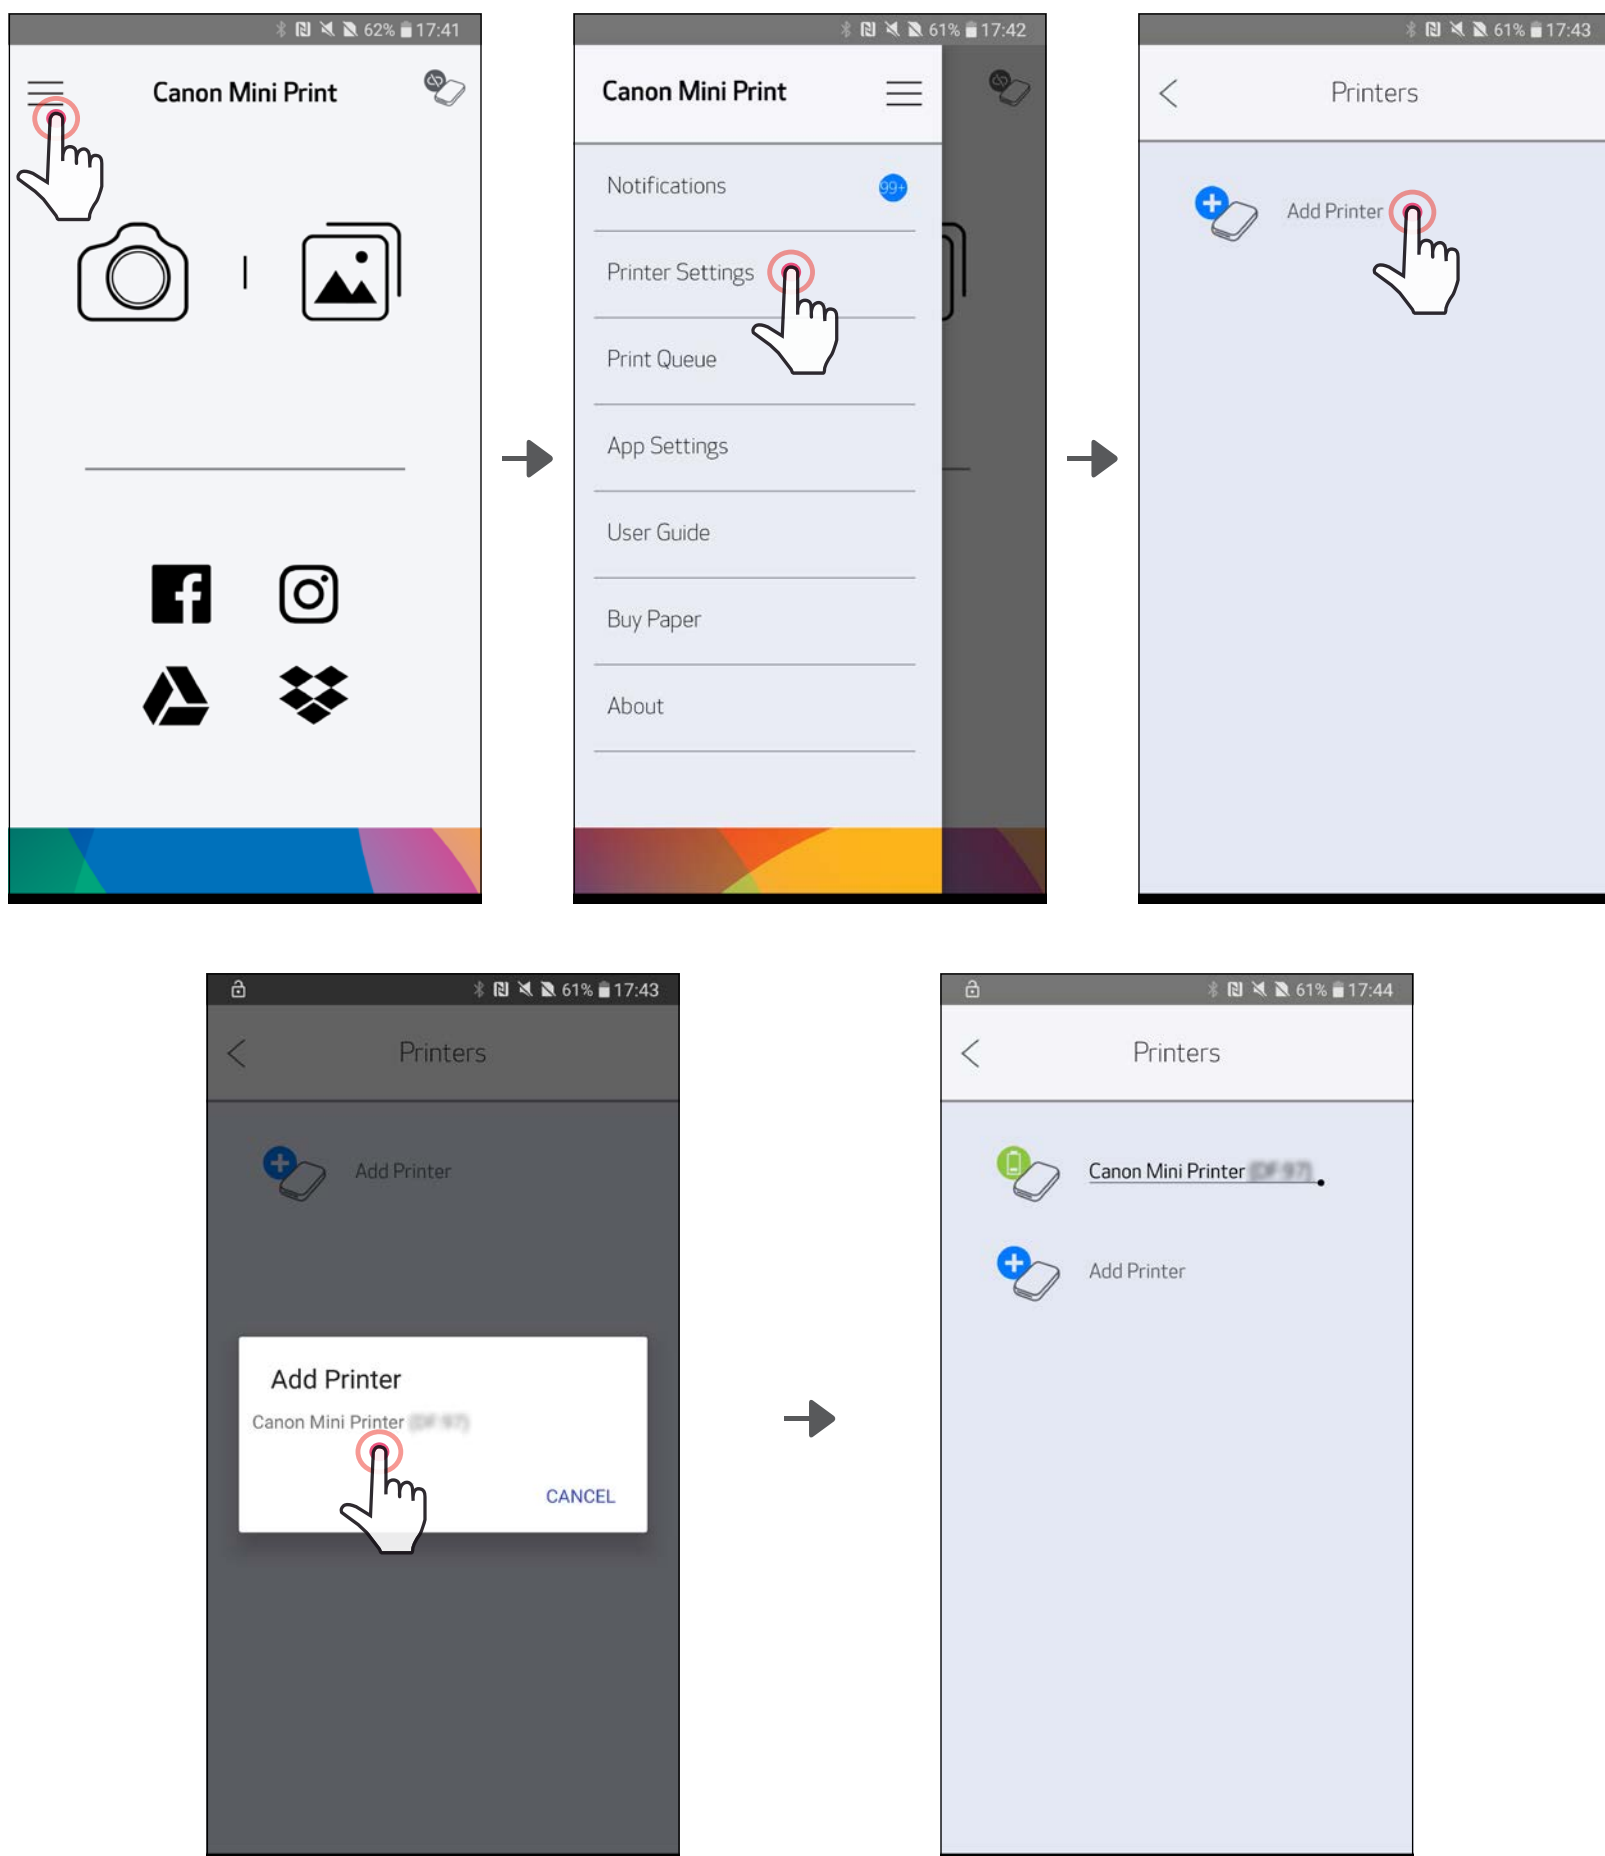 62% 17:41
Canon Mini Print
61% 17:42
Canon Mini Print
Notifications 99+
Printer Settings
Print Queue
App Settings
User Guide
Buy Paper
About
61% 17:43
Printers
Add Printer
61% 17:43
Printers
Add Printer
Add Printer
Canon Mini Printer
CANCEL
61% 17:44
Printers
Canon Mini Printer
Add Printer